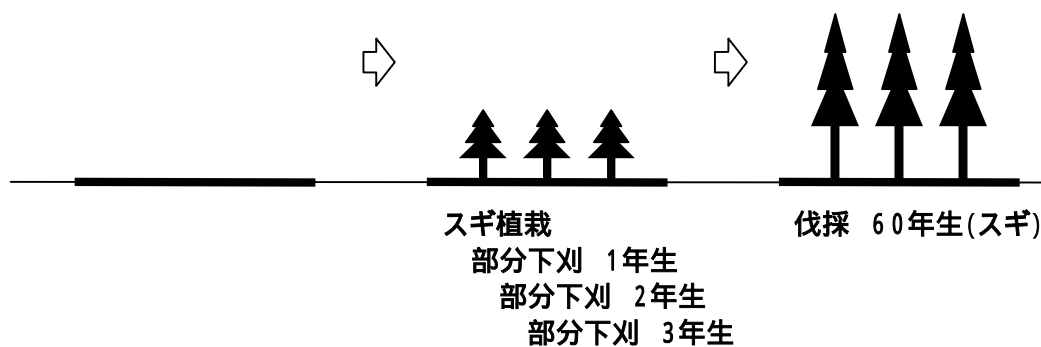 スギ植栽
部分下刈 1年生
部分下刈 2年生
部分下刈 3年生
伐採 60年生(スギ)